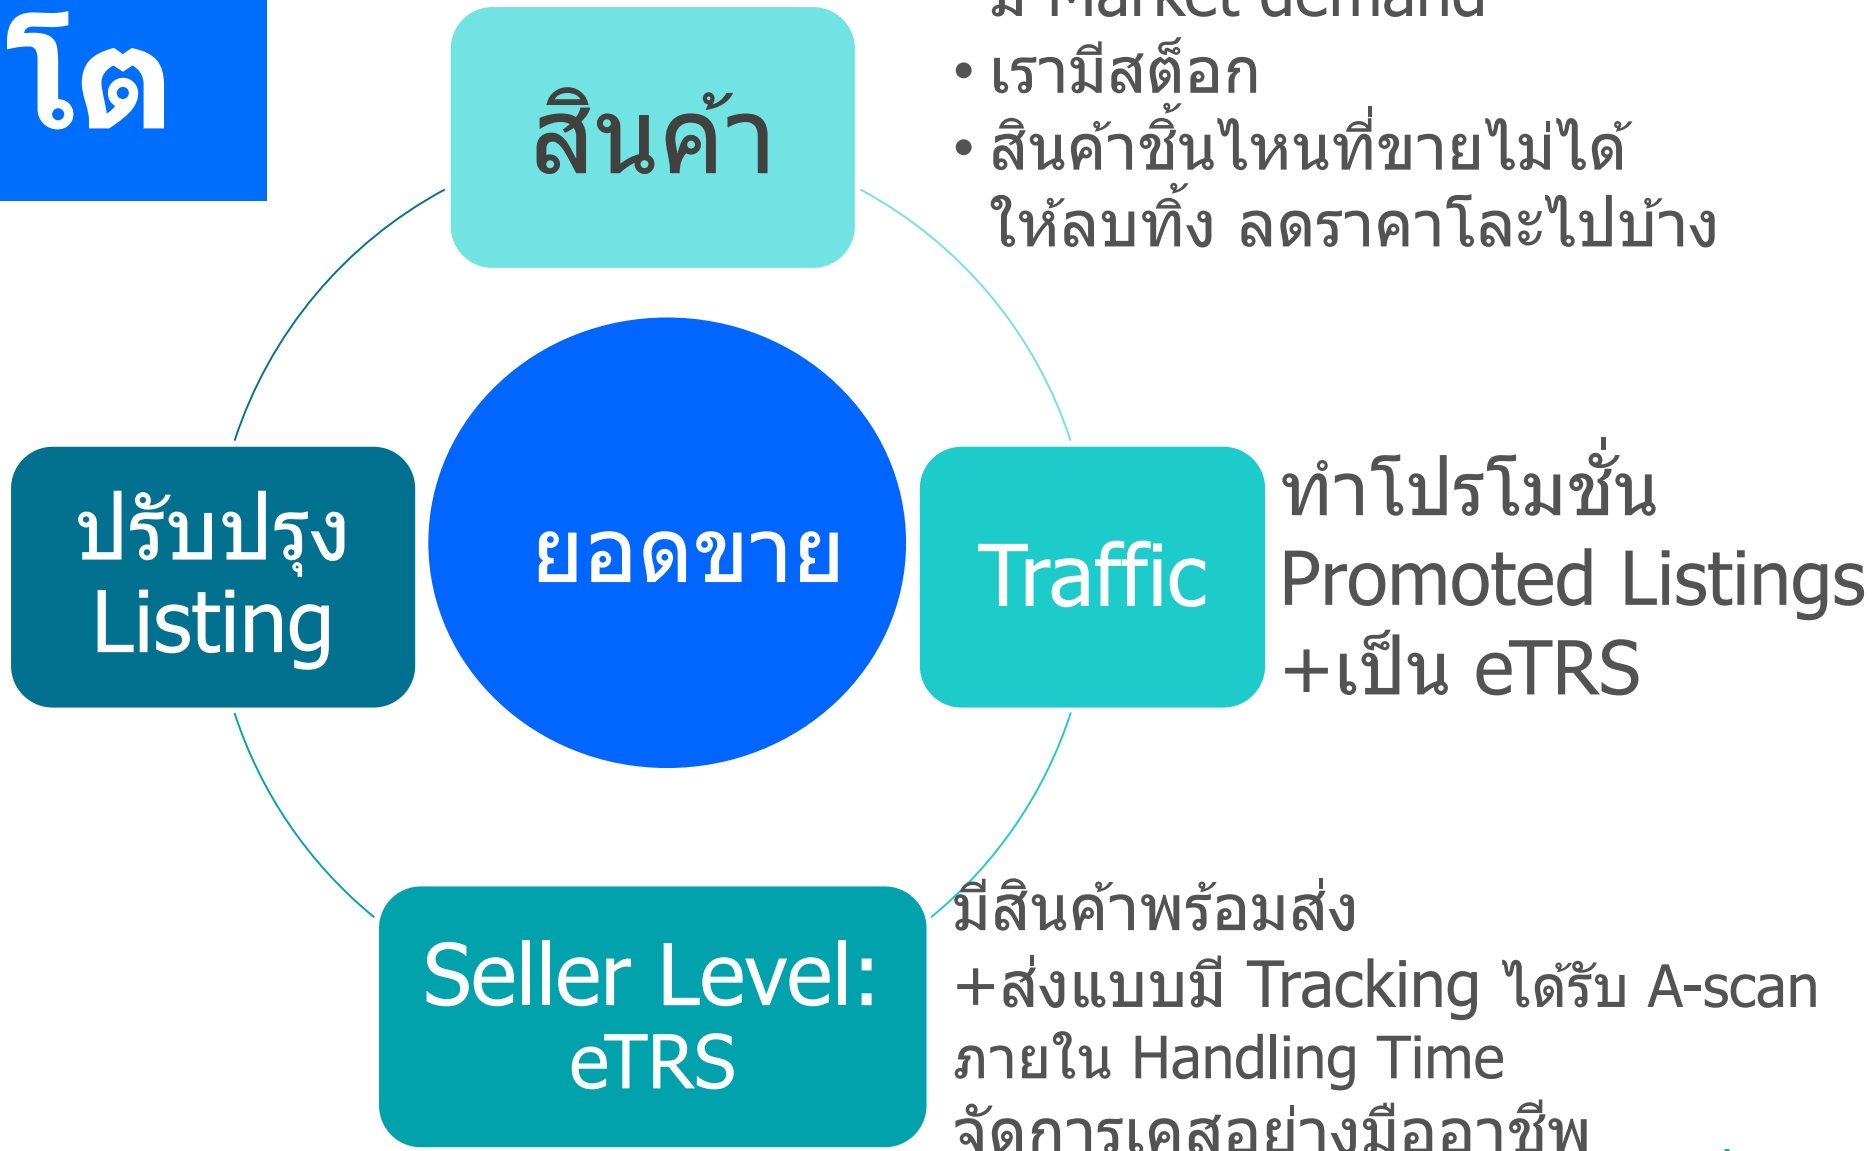 โต
มี Market demand
• เรามีสต็อก
• สินค้าชิ้นไหนที่ขายไม่ได้
ให้ลบทิ้ง ลดราคาโละไปบ้าง
สินค้า
ปรับปรุง
Listing
ยอดขาย
Traffic
ทำโปรโมชั่น
Promoted Listings
+เป็น eTRS
Seller Level:
eTRS
มีสินค้าพร้อมส่ง
+ส่งแบบมี Tracking ได้รับ A-scan
ภายใน Handling Time
จัดการเคสอย่างมืออาชีพ